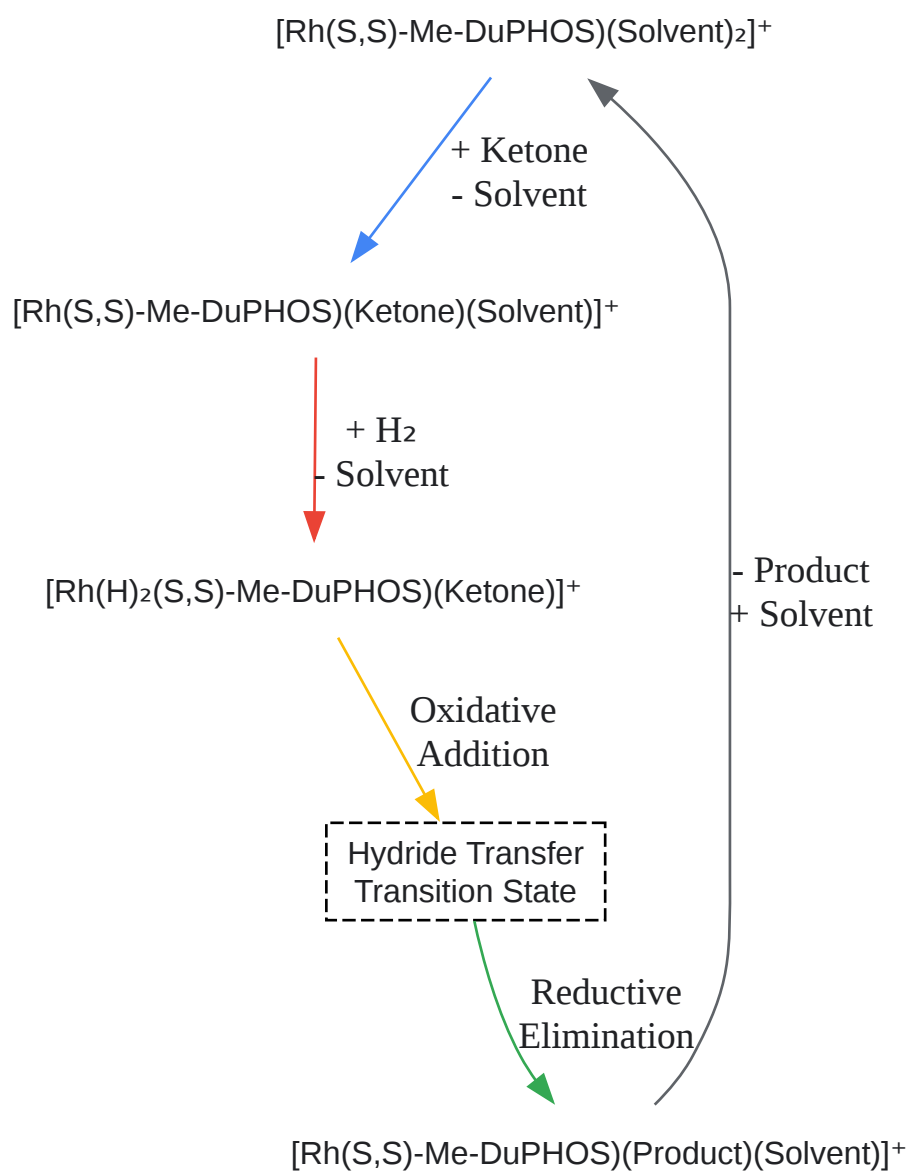 [Rh(S,S)-Me-DuPHOS)(Solvent)₂]⁺
+ Ketone
- Solvent
[Rh(S,S)-Me-DuPHOS)(Ketone)(Solvent)]⁺
+ H₂
- Solvent
[Rh(H)₂(S,S)-Me-DuPHOS)(Ketone)]⁺
- Product
+ Solvent
Oxidative
Addition
Hydride Transfer
Transition State
Reductive
Elimination
[Rh(S,S)-Me-DuPHOS)(Product)(Solvent)]⁺